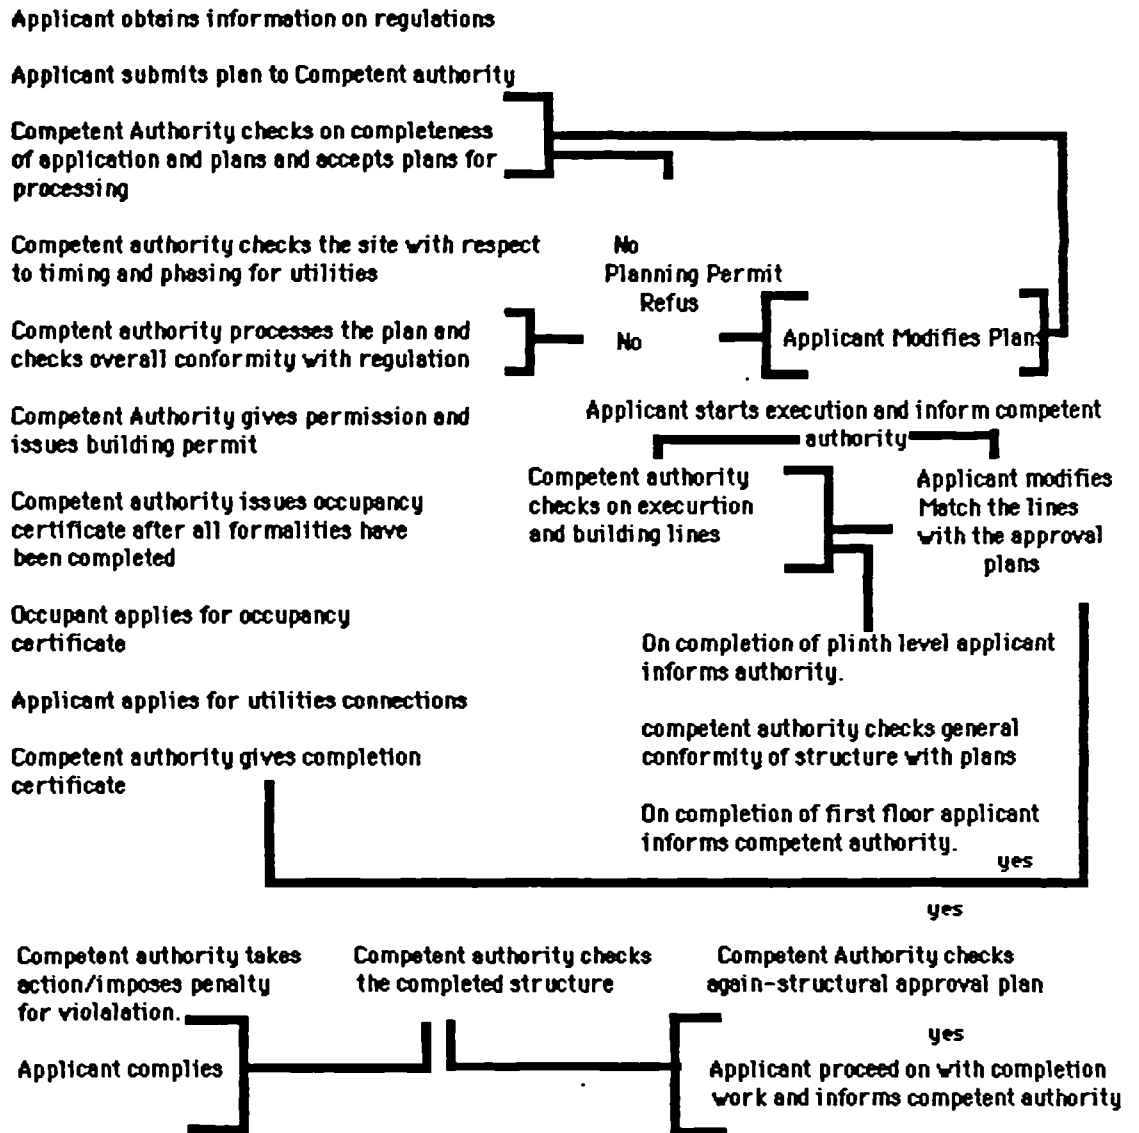 Applicant obtains information on regulations
Applicant submits plan to Competent authority
Competent Authority checks on completeness
of application and plans and accepts plans for
processing
Competent authority checks the site with respect
to timing and phasing for utilities
No
Planning Permit
Refus
Comptent authority processes the plan and
checks overall conformity with regulation
No
Applicant Modifies Plans
Competent Authority gives permission and
issues building permit
Applicant starts execution and inform competent
authority
Competent authority
checks on execurtion
and building lines
Applicant modifies
Match the lines
with the approval
plans
Competent authority issues occupancy
certificate after all formalities have
been completed
Occupant applies for occupancy
certificate
On completion of plinth level applicant
informs authority.
Applicant applies for utilities connections
competent authority checks general
conformity of structure with plans
Competent authority gives completion
certificate
On completion of first floor applicant
informs competent authority.
yes
yes
Competent authority takes
action/imposes penalty
for violalation.
Competent authority checks
the completed structure
Competent Authority checks
again-structural approval plan
yes
Applicant complies
Applicant proceed on with completion
work and informs competent authority